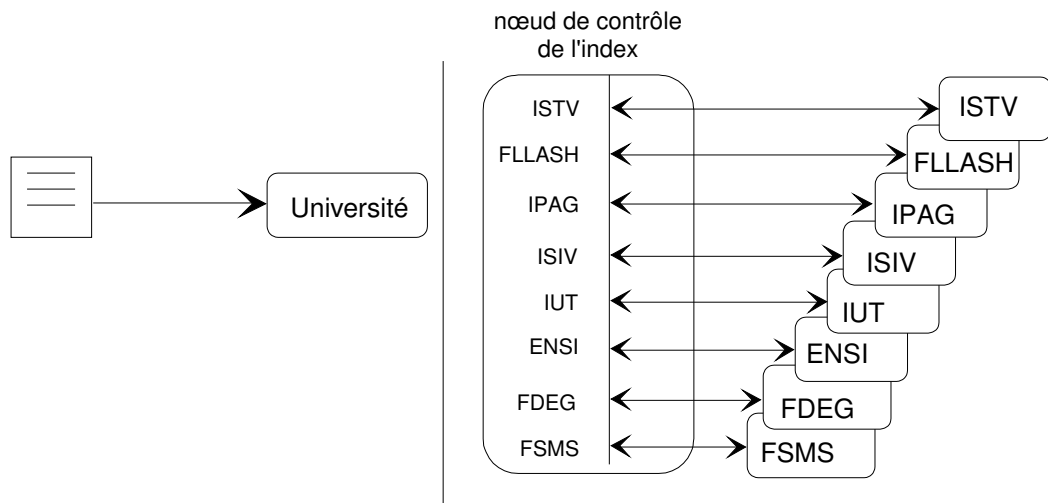 nœud de contrôle
de l'index
Université
ISTV
FLLASH
IPAG
ISIV
IUT
ENSI
FDEG
FSMS
ISTV
FLLASH
IPAG
ISIV
IUT
ENSI
FDEG
FSMS